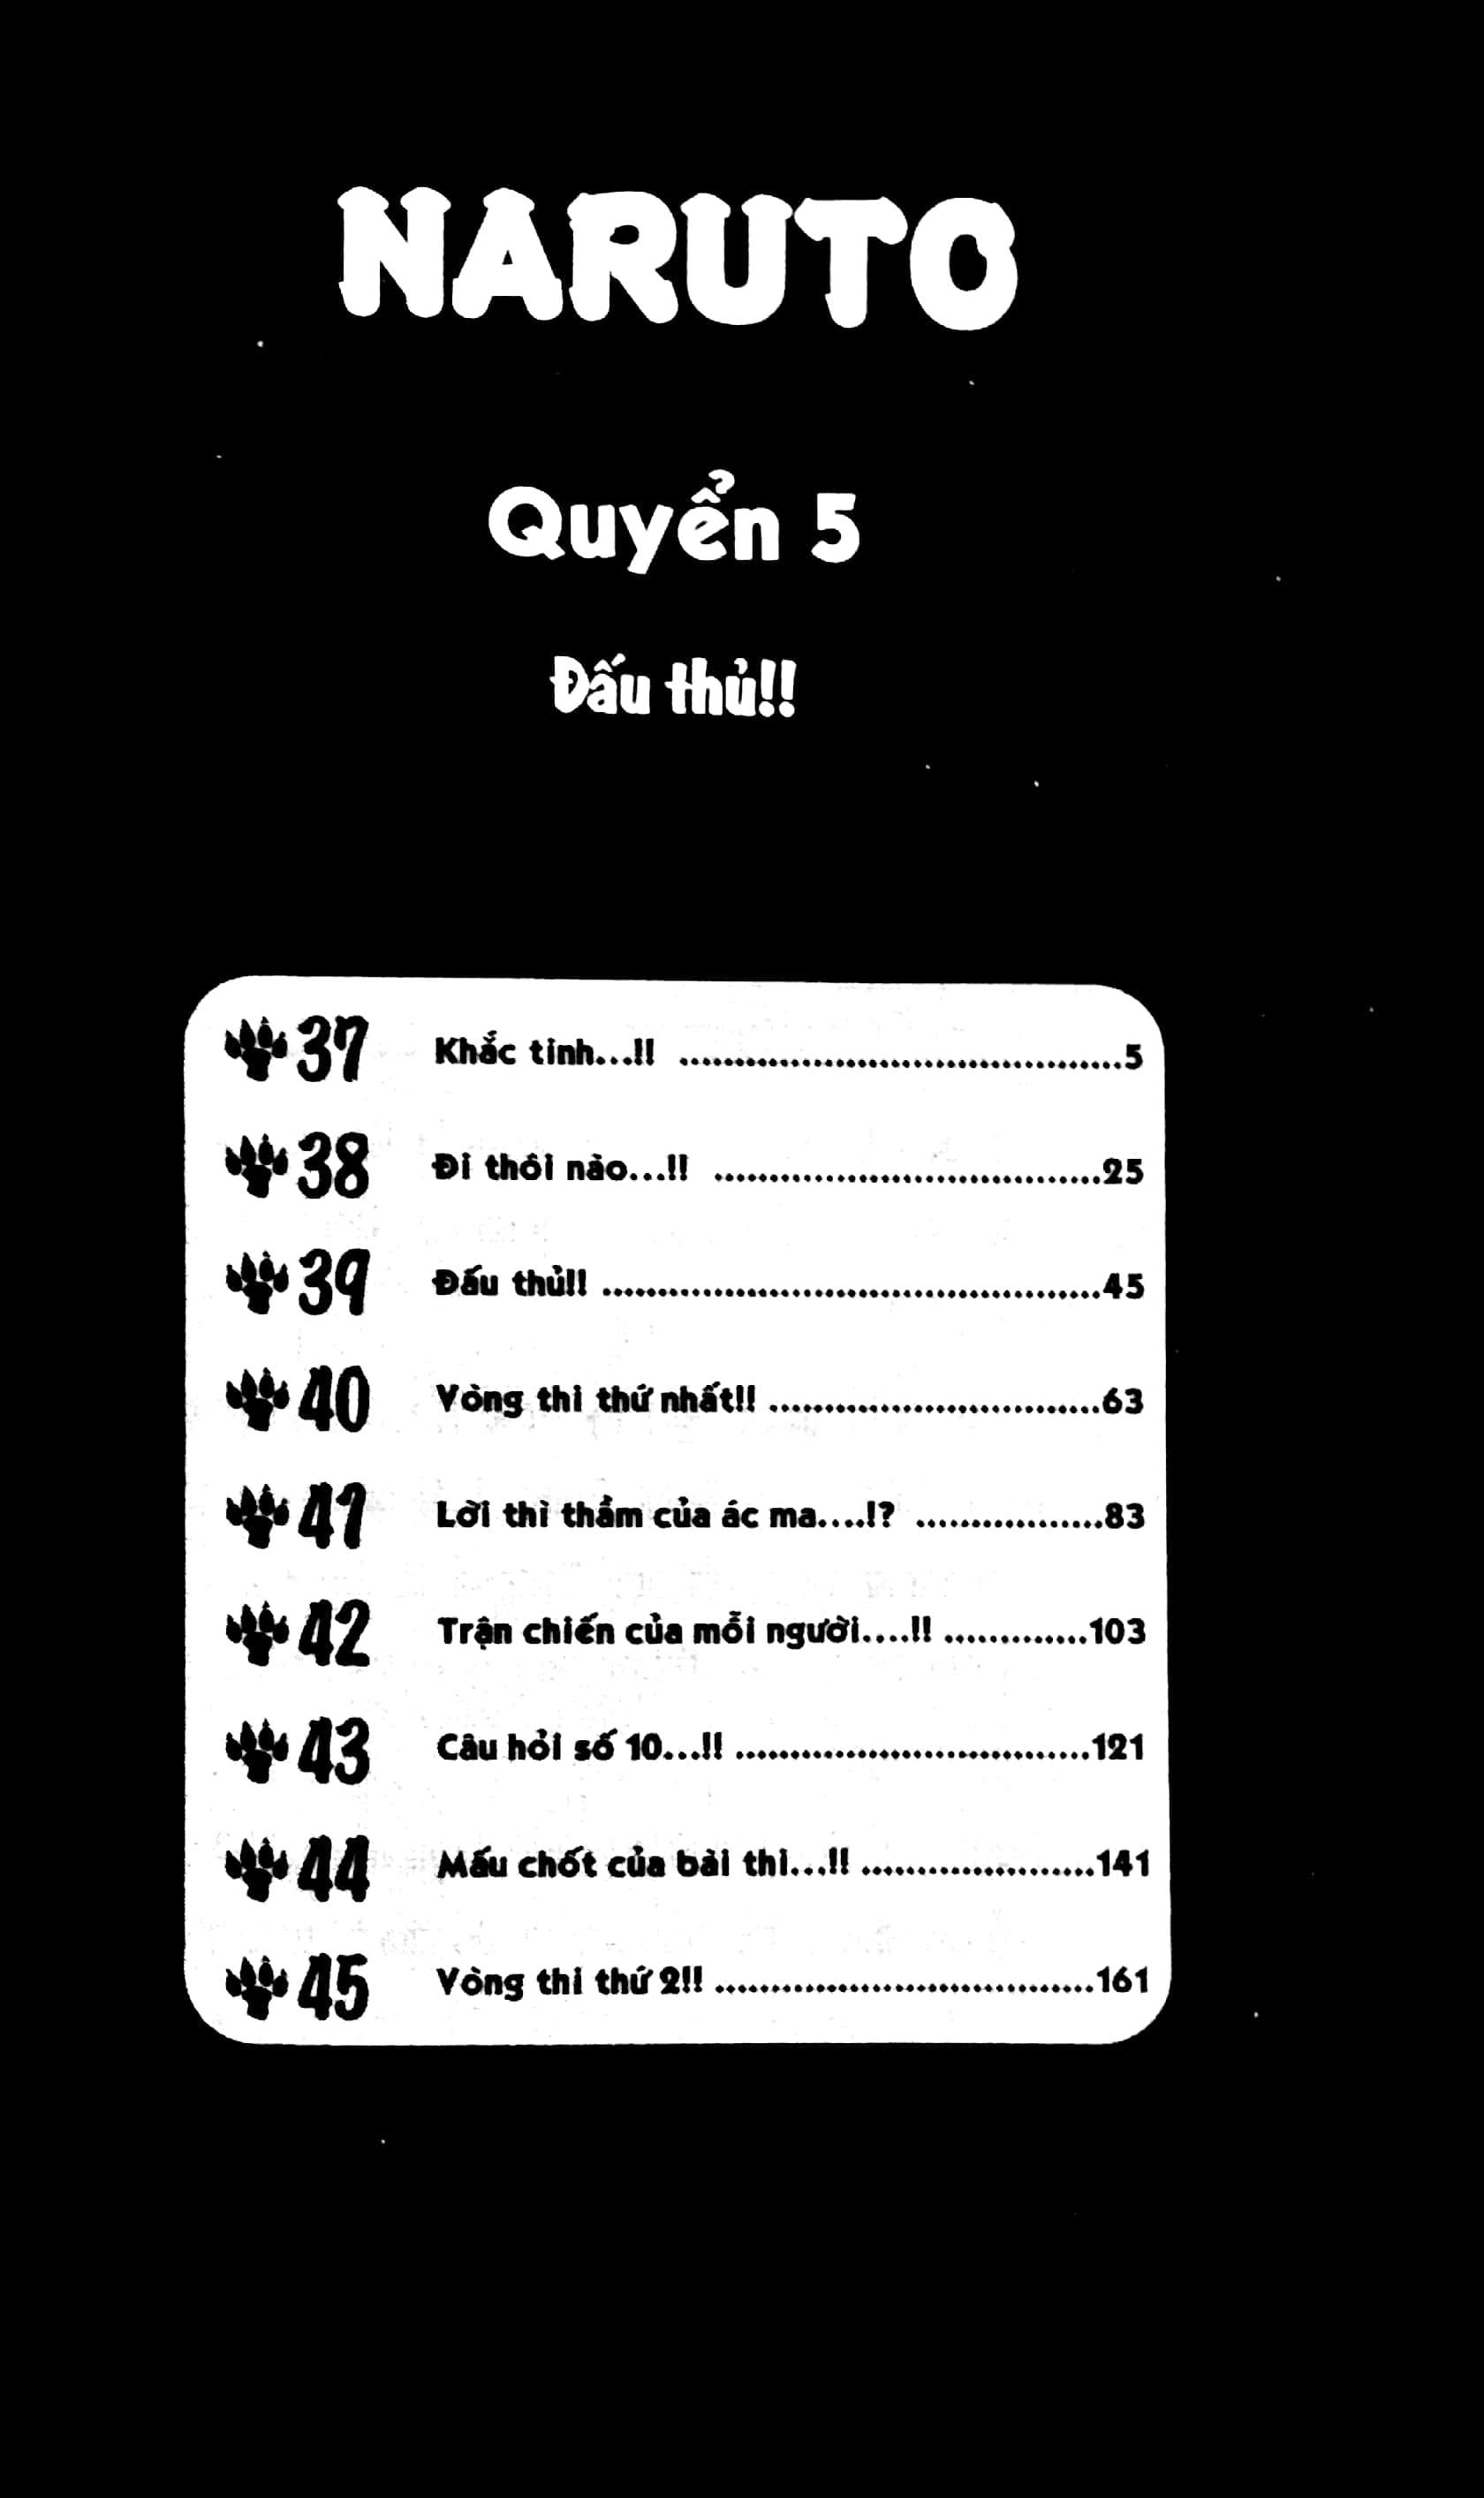 NARUTO
Quyển 5
Đấu thủ!!
37 Khắc tinh...!! ........................................5
38 Đi thôi nào...!! ...................................25
39 Đấu thủ!! .............................................45
40 Vòng thi thứ nhất!! ..............................63
41 Lời thì thầm của ác ma....!? .................83
42 Trận chiến của mỗi người....!! .............103
43 Câu hỏi số 10...!! ................................121
44 Mấu chốt của bài thi...!! .....................141
45 Vòng thi thứ 2!! ..................................161